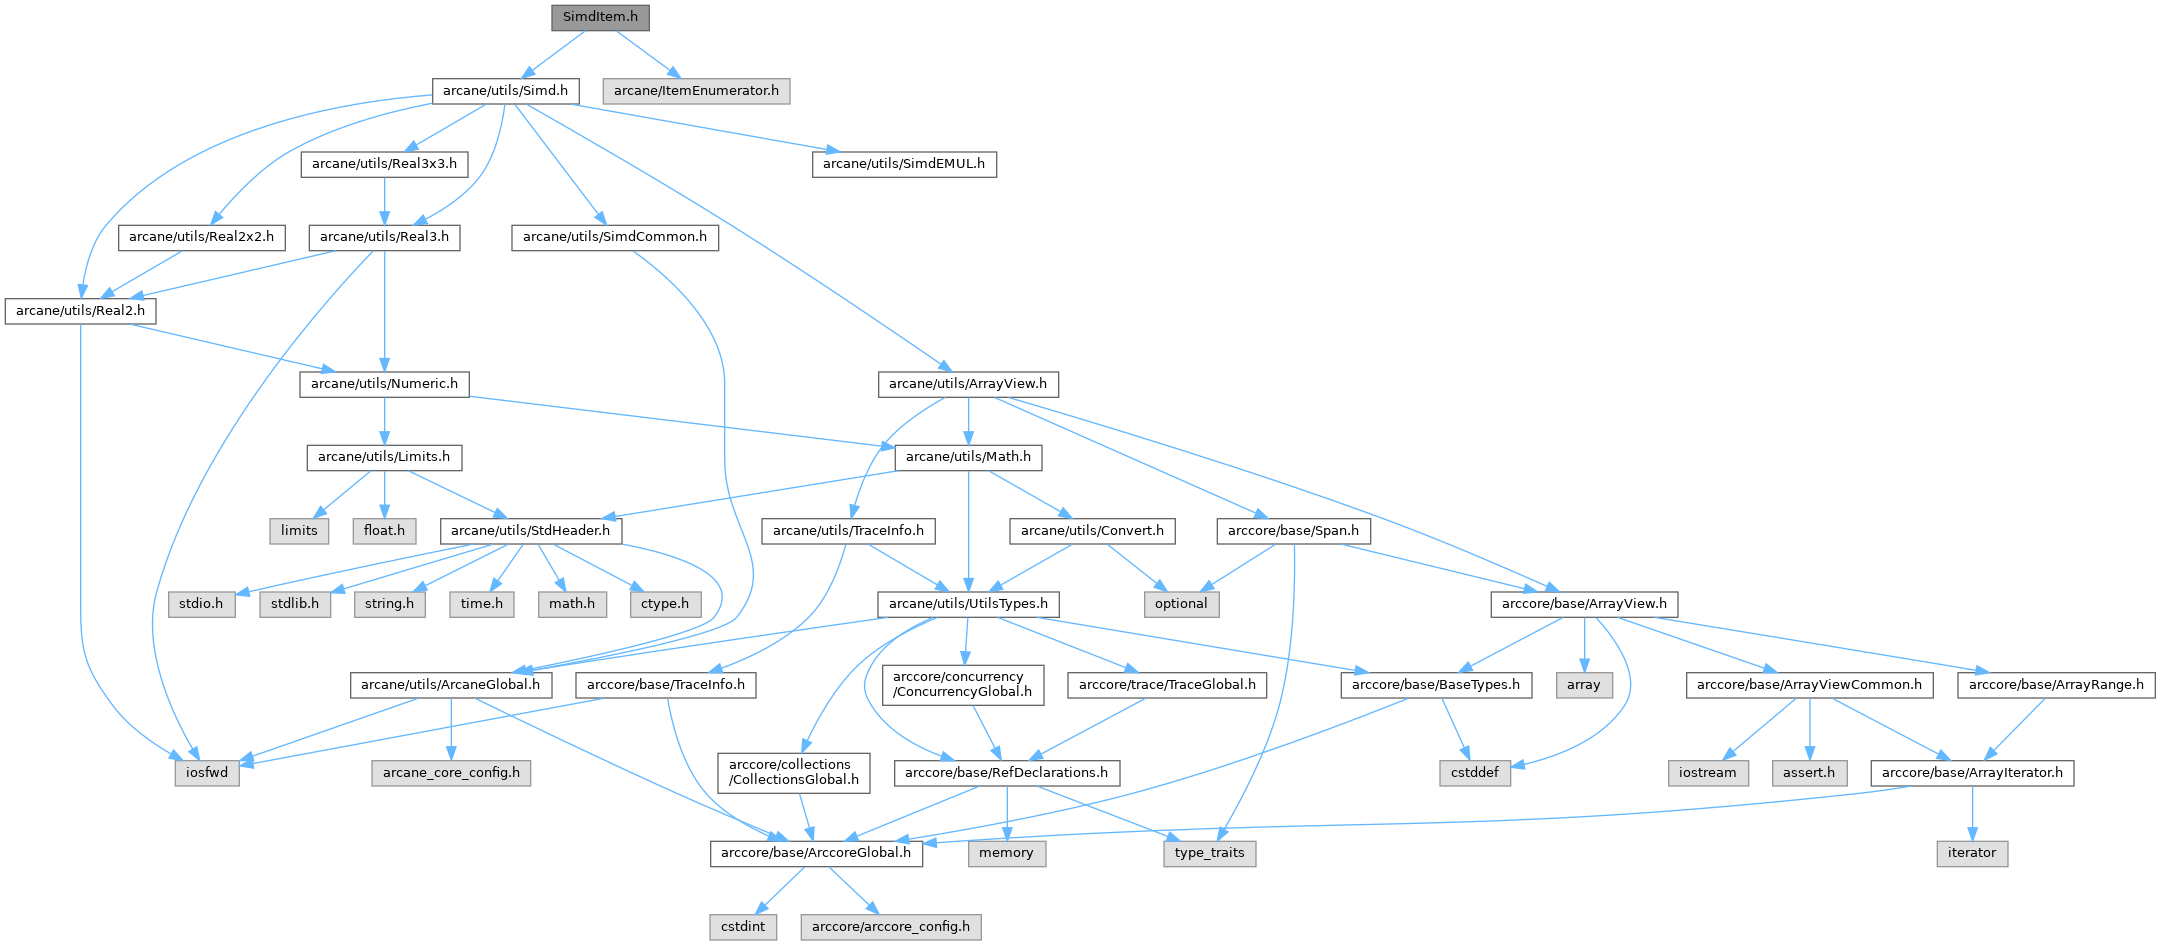 SimdItem.h
arcane/utils/Simd.h
arcane/ItemEnumerator.h
arcane/utils/Real3x3.h
arcane/utils/SimdEMUL.h
arcane/utils/Real2x2.h
arcane/utils/Real3.h
arcane/utils/SimdCommon.h
arcane/utils/Real2.h
arcane/utils/Numeric.h
arcane/utils/ArrayView.h
arcane/utils/Limits.h
arcane/utils/Math.h
limits
float.h
arcane/utils/StdHeader.h
arcane/utils/TraceInfo.h
arcane/utils/Convert.h
arccore/base/Span.h
stdio.h
stdlib.h
string.h
time.h
math.h
ctype.h
arcane/utils/UtilsTypes.h
optional
arccore/base/ArrayView.h
arcane/utils/ArcaneGlobal.h
arccore/base/TraceInfo.h
arccore/concurrency
/ConcurrencyGlobal.h
arccore/trace/TraceGlobal.h
arccore/base/BaseTypes.h
array
arccore/base/ArrayViewCommon.h
arccore/base/ArrayRange.h
iosfwd
arcane_core_config.h
arccore/collections
/CollectionsGlobal.h
arccore/base/RefDeclarations.h
cstddef
iostream
assert.h
arccore/base/ArrayIterator.h
arccore/base/ArccoreGlobal.h
memory
type_traits
iterator
cstdint
arccore/arccore_config.h